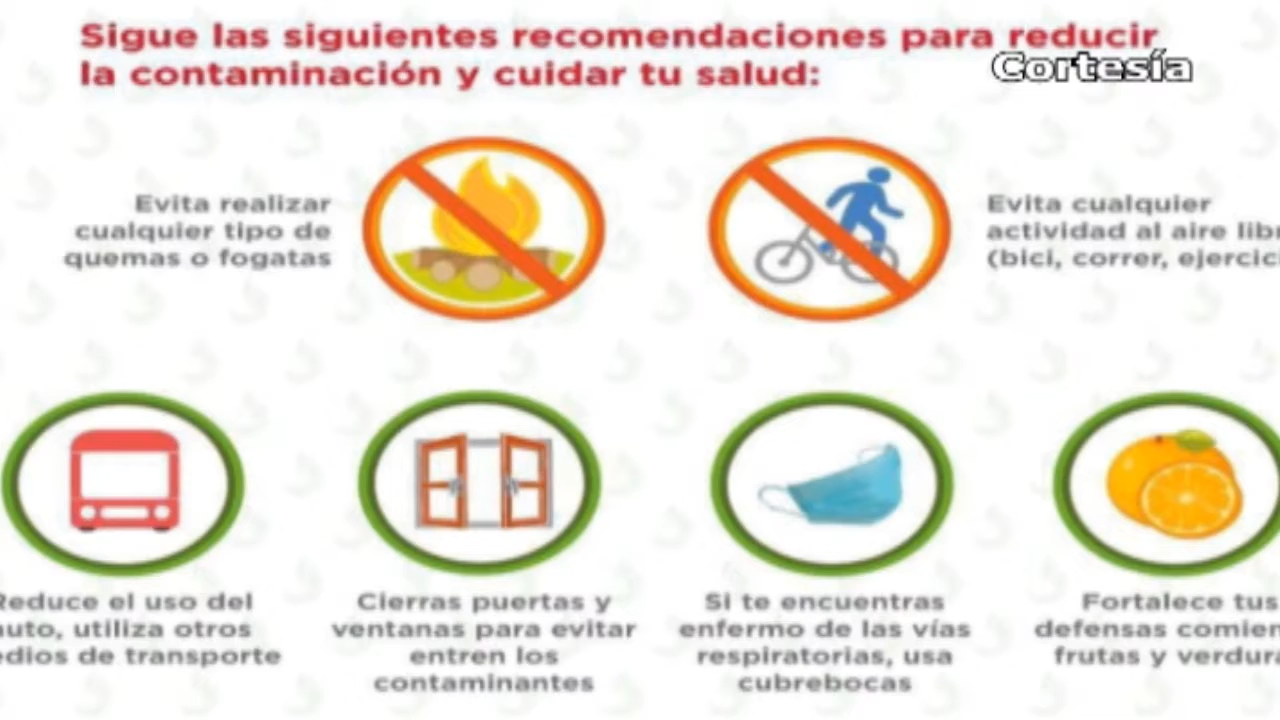 Sigue las siguientes recomendaciones para reducir
la contaminación y cuidar tu salud:
Cortesía
Evita realizar
cualquier tipo de
quemas o fogatas
Evita cualquier
actividad al aire
(bici, correr,
Reduce el uso del
utiliza otros
de transporte
Cierras puertas y
ventanas para evitar
entren los
contaminantes
Si te encuentras
enfermo de las vías
respiratorias, usa
cubrebocas
Fortalece tus
defensas
frutas y